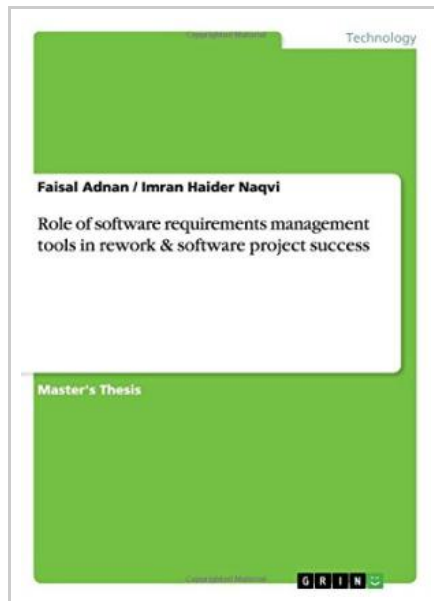 Technology
Faisal Adnan / Imran Haider Naqvi
Role of software requirements management
tools in rework & software project success
Master's Thesis
GRIN